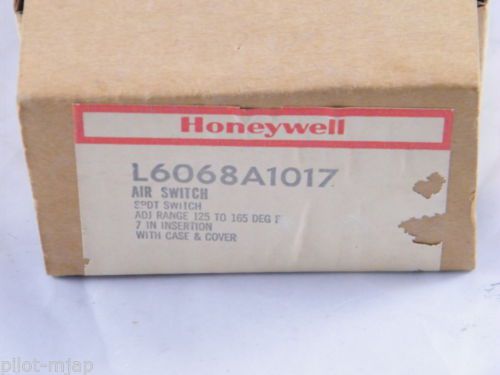 Honeywell
L6068A1017
AIR SWITCH
SPDT SWITCH
ADJ RANGE 125 TO 165 DEG F
7 IN INSERTION
WITH CASE & COVER
pilot-mjap